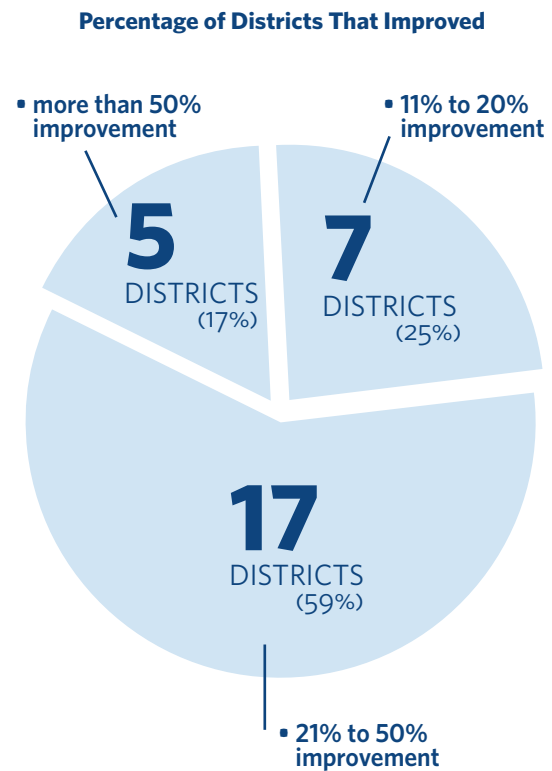 Percentage of Districts That Improved
▪ more than 50%
improvement
▪ 11% to 20%
improvement
5
DISTRICTS
(17%)
7
DISTRICTS
(25%)
17
DISTRICTS
(59%)
▪ 21% to 50%
improvement